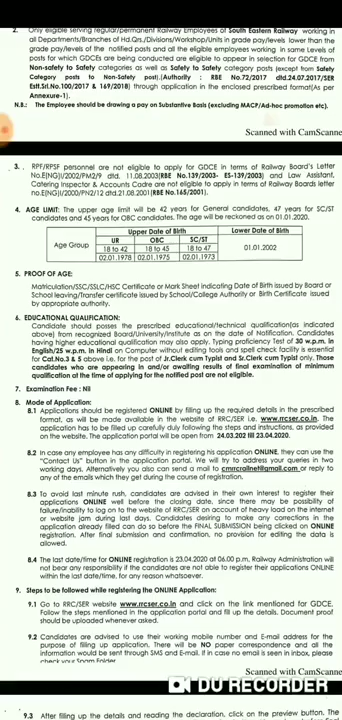 2. Only eligible serving regular/permanent Railway Employees of South Eastern Railway working in
all Departments/Branches of Hd.Qrs./Divisions/Workshop/Units in grade pay/levels lower than the
grade pay/levels of the notified posts and all the eligible employees working in same Levels of
posts for which GDCEs are being conducted are eligible to appear in selection for GDCE from
Non-safety to Safety categories as well as Safety to Safety category posts (except from Safety
Category posts to Non-Safety post).(Authority : RBE No.72/2017 dtd.24.07.2017/SER
Estt.Srl.No.100/2017 & 169/2018) through application in the enclosed prescribed format(As per
Annexure-1)
N.B.: The Employee should be drawing a pay on Substantive Basis (excluding MACP/Ad-hoc promotion etc).
Scanned with CamScanne
3. RPF/RPSF personnel are not eligible to apply for GDCE in terms of Railway Board's Letter
No.E(NG)I/2002/PM2/9 dtd. 11.08.2003(RBE No.139/2003- ES-139/2003) and Law Assistant,
Catering Inspector & Accounts Cadre are not eligible to apply in terms of Railway Boards letter
no.E(NG)I/2000/PN2/12 dtd.21.08.2001(RBE No.165/2001).
4. AGE LIMIT: The upper age limit will be 42 years for General candidates, 47 years for SC/ST
candidates and 45 years for OBC candidates. The age will be reckoned as on 01.01.2020.
Age Group Upper Date of Birth Lower Date of Birth
UR OBC SC/ST
18 to 42 18 to 45 18 to 47 01.01.2002
02.01.1978 02.01.1975 02.01.1973
5. PROOF OF AGE:
Matriculation/SSC/SSLC/HSC Certificate or Mark Sheet indicating Date of Birth issued by Board or
School leaving/Transfer certificate issued by School/College Authority or Birth Certificate issued
by appropriate authority.
6. EDUCATIONAL QUALIFICATION:
Candidate should posses the prescribed educational/technical qualification(as indicated
above) from recognized Board/University/Institute as on the date of Notification. Candidates
having higher educational qualification may also apply. Typing proficiency Test of 30 w.p.m. in
English/25 w.p.m. in Hindi on Computer without editing tools and spell check facility is essential
for Cat.No.3 & 5 above i.e. for the post of Jr.Clerk cum Typist and Sr.Clerk cum Typist only. Those
candidates who are appearing in and/or awaiting results of final examination of minimum
qualification at the time of applying for the notified post are not eligible.
7. Examination Fee : Nil
8. Mode of Application:
8.1 Applications should be registered ONLINE by filling up the required details in the prescribed
format, as will be made available in the website of RRC/SER i.e. www.rrcser.co.in. The
application has to be filled up carefully duly following the steps and instructions, as provided
on the website. The application portal will be open from 24.03.2020 till 23.04.2020.
8.2 In case any employee has any difficulty in registering his application ONLINE, they can use the
"Contact Us" button in the application portal. We will try to address your queries in two
working days. Alternatively you also can send a mail to cmrrcrailnet@gmail.com or reply to
any of the emails which they get during the course of registration.
8.3 To avoid last minute rush, candidates are advised in their own interest to register their
applications ONLINE well before the closing date, since there may be possibility of
failure/inability to log on to the website of RRC/SER on account of heavy load on the internet
or website jam during last days. Candidates desiring to make any corrections in the
application already filled can do so before the FINAL SUBMISSION being clicked on ONLINE
registration. After final submission and confirmation, no provision for editing the data is
allowed.
8.4 The last date/time for ONLINE registration is 23.04.2020 at 06.00 p.m. Railway Administration will
not bear any responsibility if the candidates are not able to register their applications ONLINE
within the last date/time, for any reason whatsoever.
9. Steps to be followed while registering the ONLINE Application:
9.1 Go to RRC/SER website www.rrcser.co.in and click on the link mentioned for GDCE.
Follow the steps mentioned in the application portal and fill up the details. Document proof
should be uploaded whenever asked.
9.2 Candidates are advised to use their working mobile number and E-mail address for the
purpose of filling up application. There will be NO paper correspondence and all the
information would be sent through SMS and E-mail. If in case no email is seen in inbox, please
check your Spam Folder
Scanned with CamScanne
DU RECORDER
9.3 After filling up the details and reading the declaration, click on the preview button. The